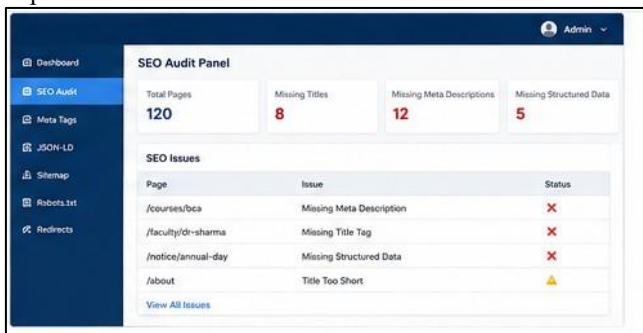 Admin
Dashboard
SEO Audit
Meta Tags
JSON-LD
Sitemap
Robots.txt
Redirects
SEO Audit Panel
Total Pages
120
Missing Titles
8
Missing Meta Descriptions
12
Missing Structured Data
5
SEO Issues
Page Issue Status
/courses/bca Missing Meta Description ❌
/faculty/dr-sharma Missing Title Tag ❌
/notice/annual-day Missing Structured Data ❌
/about Title Too Short ⚠
View All Issues